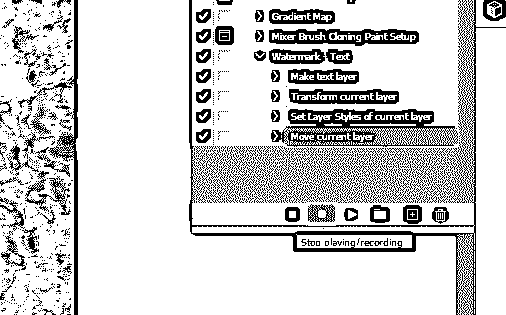 Gradient Map
Mixer Brush Cloning Paint Setup
Watermark - Text
Make text layer
Transform current layer
Set Layer Styles of current layer
Move current layer
Stop playing/recording